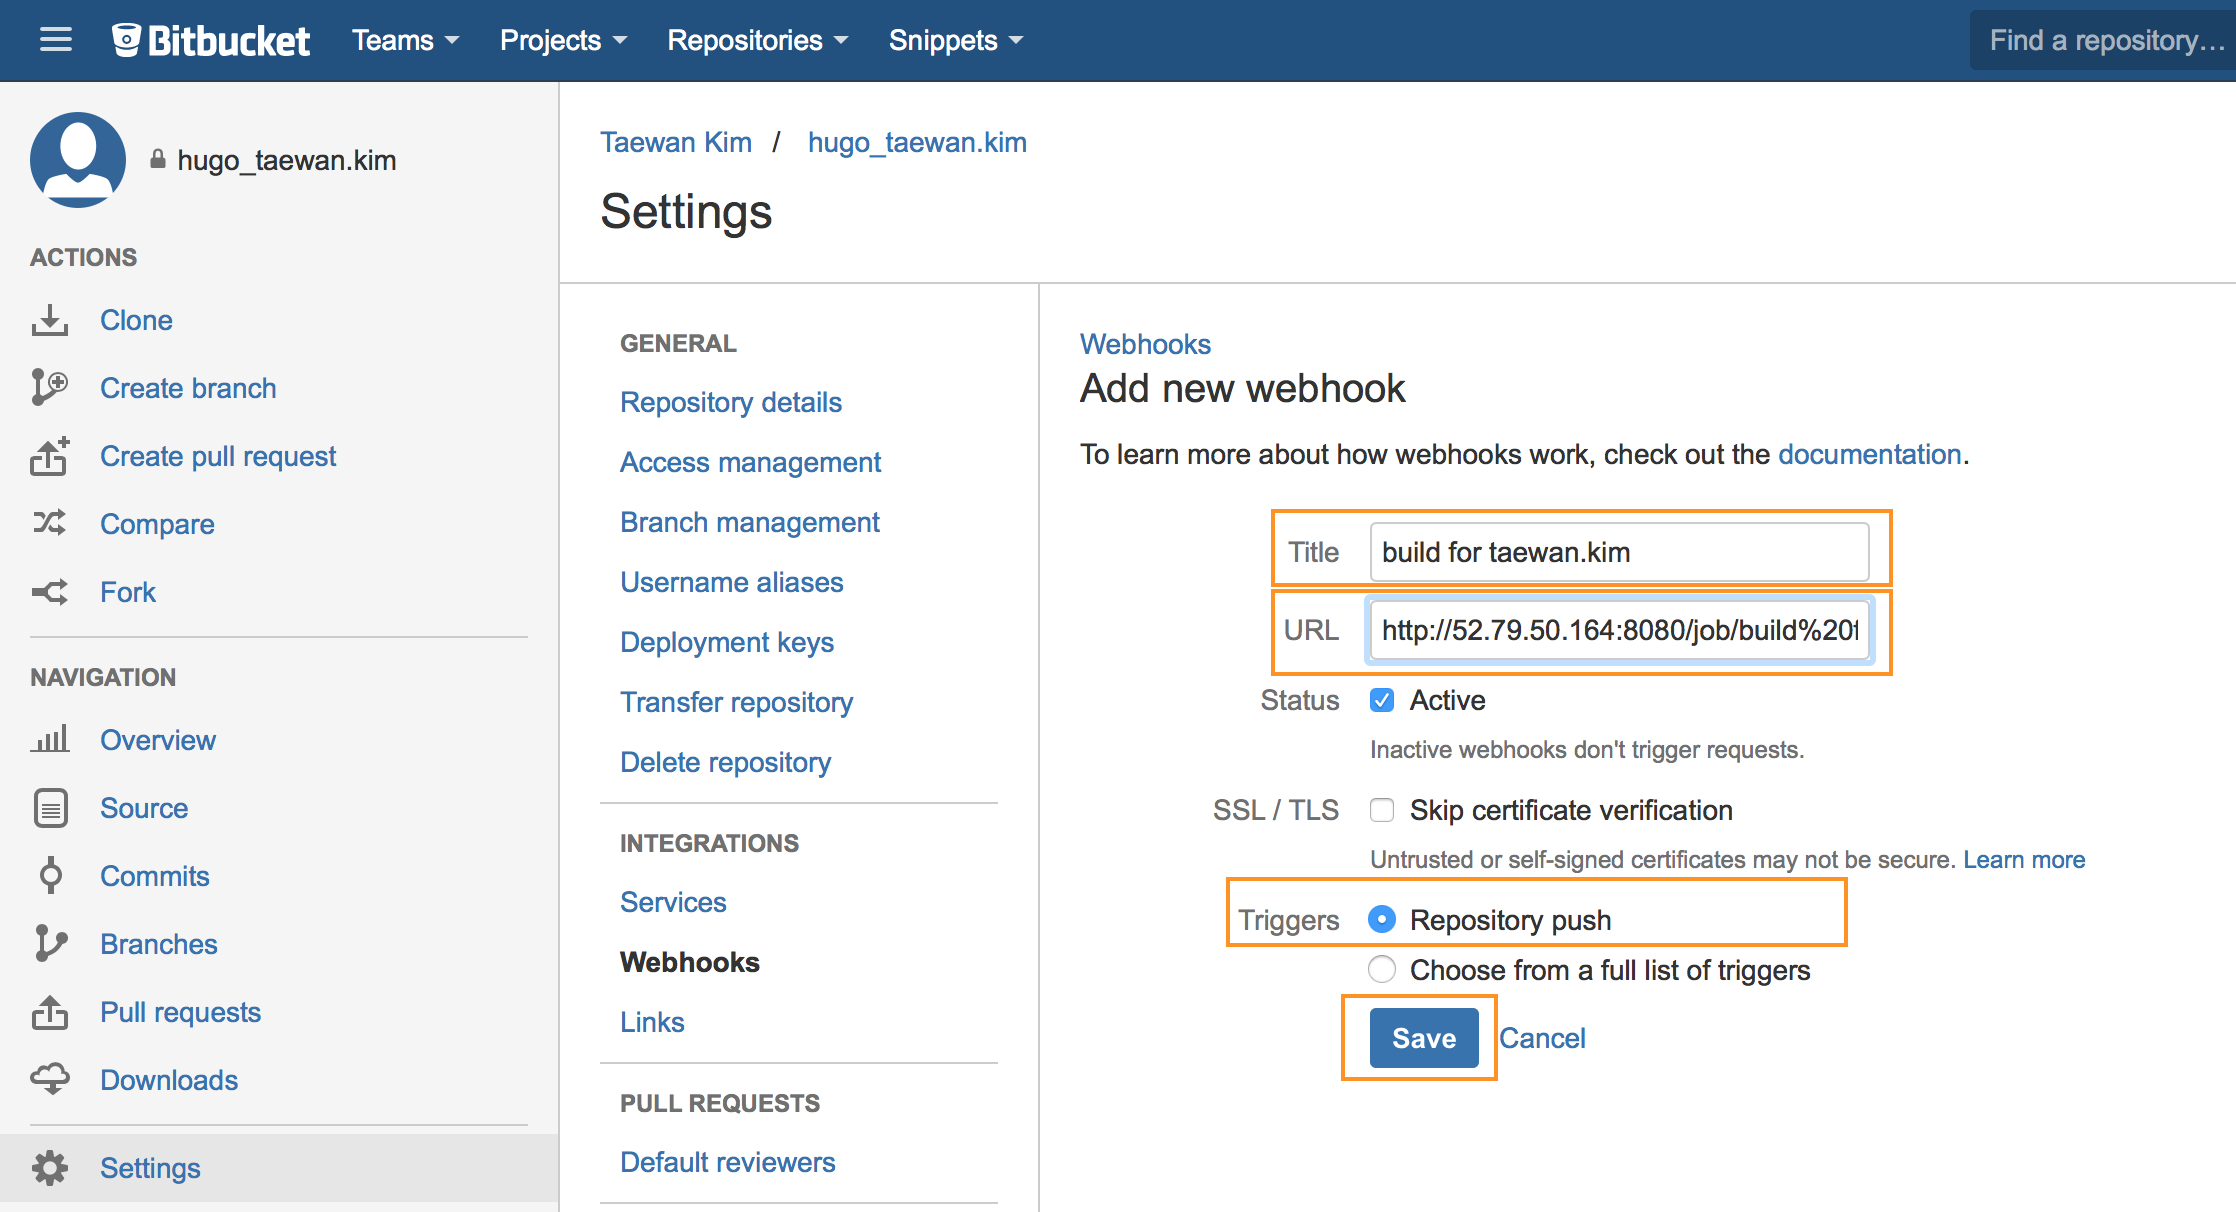 Bitbucket Teams Projects Repositories Snippets Find a repository...
hugo_taewan.kim
ACTIONS
Clone
Create branch
Create pull request
Compare
Fork
NAVIGATION
Overview
Source
Commits
Branches
Pull requests
Downloads
Settings
Taewan Kim / hugo_taewan.kim
Settings
GENERAL
Repository details
Access management
Branch management
Username aliases
Deployment keys
Transfer repository
Delete repository
INTEGRATIONS
Services
Webhooks
Links
PULL REQUESTS
Default reviewers
Webhooks
Add new webhook
To learn more about how webhooks work, check out the documentation.
Title build for taewan.kim
URL http://52.79.50.164:8080/job/build%20f
Status Active
Inactive webhooks don't trigger requests.
SSL / TLS Skip certificate verification
Untrusted or self-signed certificates may not be secure. Learn more
Triggers Repository push
Choose from a full list of triggers
Save Cancel